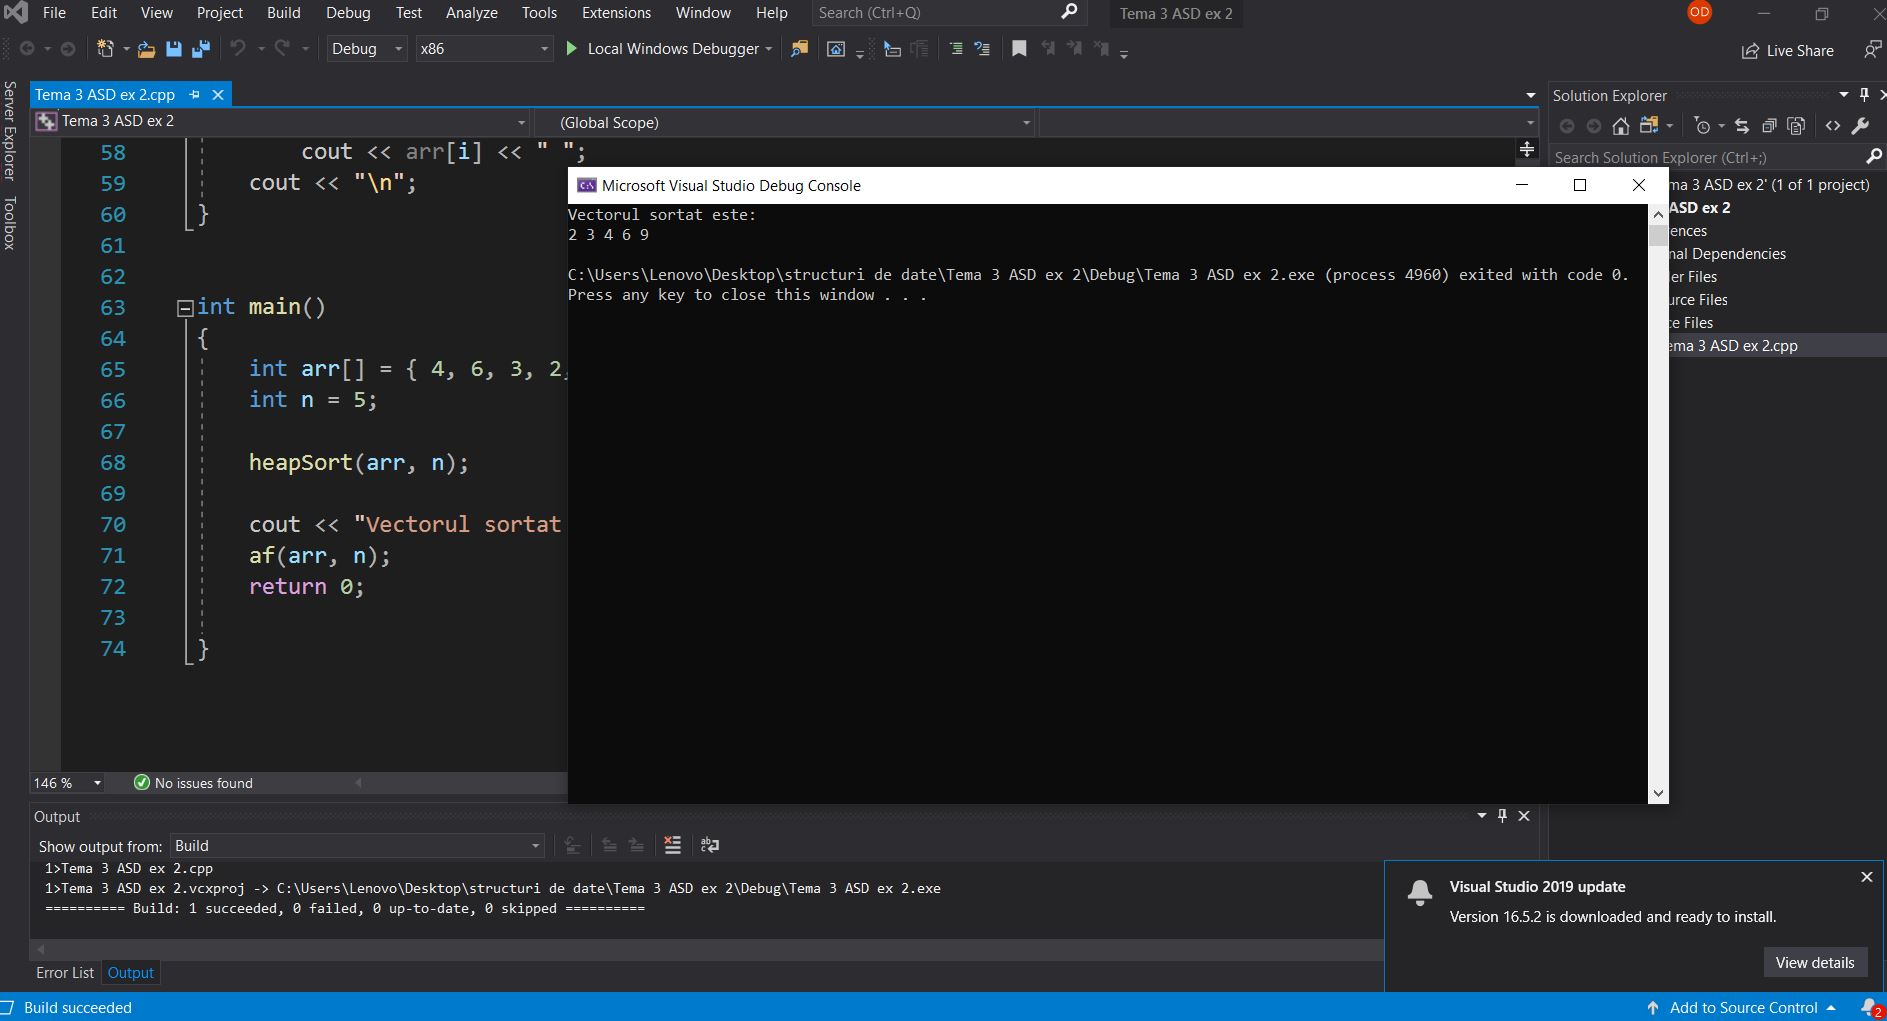 File Edit View Project Build Debug Test Analyze Tools Extensions Window Help Search (Ctrl+Q) Tema 3 ASD ex 2 OD
Debug x86 Local Windows Debugger Live Share
Server Explorer
Toolbox
Tema 3 ASD ex 2.cpp
Tema 3 ASD ex 2 (Global Scope)
58 cout << arr[i] << " ";
59 cout << "\n";
60 }
61
62
63 int main()
64 {
65 int arr[] = { 4, 6, 3, 2,
66 int n = 5;
67
68 heapSort(arr, n);
69
70 cout << "Vectorul sortat
71 af(arr, n);
72 return 0;
73
74 }
146 % No issues found
Microsoft Visual Studio Debug Console
Vectorul sortat este:
2 3 4 6 9
C:\Users\Lenovo\Desktop\structuri de date\Tema 3 ASD ex 2\Debug\Tema 3 ASD ex 2.exe (process 4960) exited with code 0.
Press any key to close this window . . .
Solution Explorer
Search Solution Explorer (Ctrl+;)
ma 3 ASD ex 2' (1 of 1 project)
ASD ex 2
ences
nal Dependencies
er Files
urce Files
ce Files
ema 3 ASD ex 2.cpp
Output
Show output from: Build
1>Tema 3 ASD ex 2.cpp
1>Tema 3 ASD ex 2.vcxproj -> C:\Users\Lenovo\Desktop\structuri de date\Tema 3 ASD ex 2\Debug\Tema 3 ASD ex 2.exe
========== Build: 1 succeeded, 0 failed, 0 up-to-date, 0 skipped ==========
Error List Output
Visual Studio 2019 update
Version 16.5.2 is downloaded and ready to install.
View details
Build succeeded Add to Source Control 2